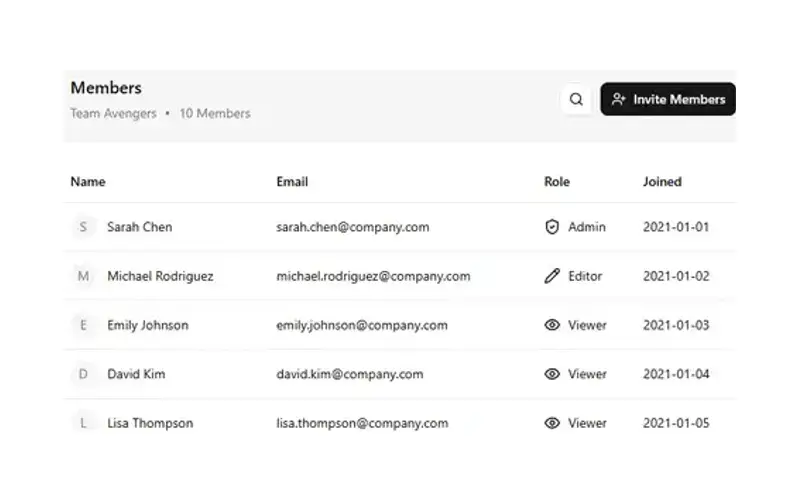 Members
Team Avengers • 10 Members
Invite Members
Name Email Role Joined
S Sarah Chen sarah.chen@company.com Admin 2021-01-01
M Michael Rodriguez michael.rodriguez@company.com Editor 2021-01-02
E Emily Johnson emily.johnson@company.com Viewer 2021-01-03
D David Kim david.kim@company.com Viewer 2021-01-04
L Lisa Thompson lisa.thompson@company.com Viewer 2021-01-05